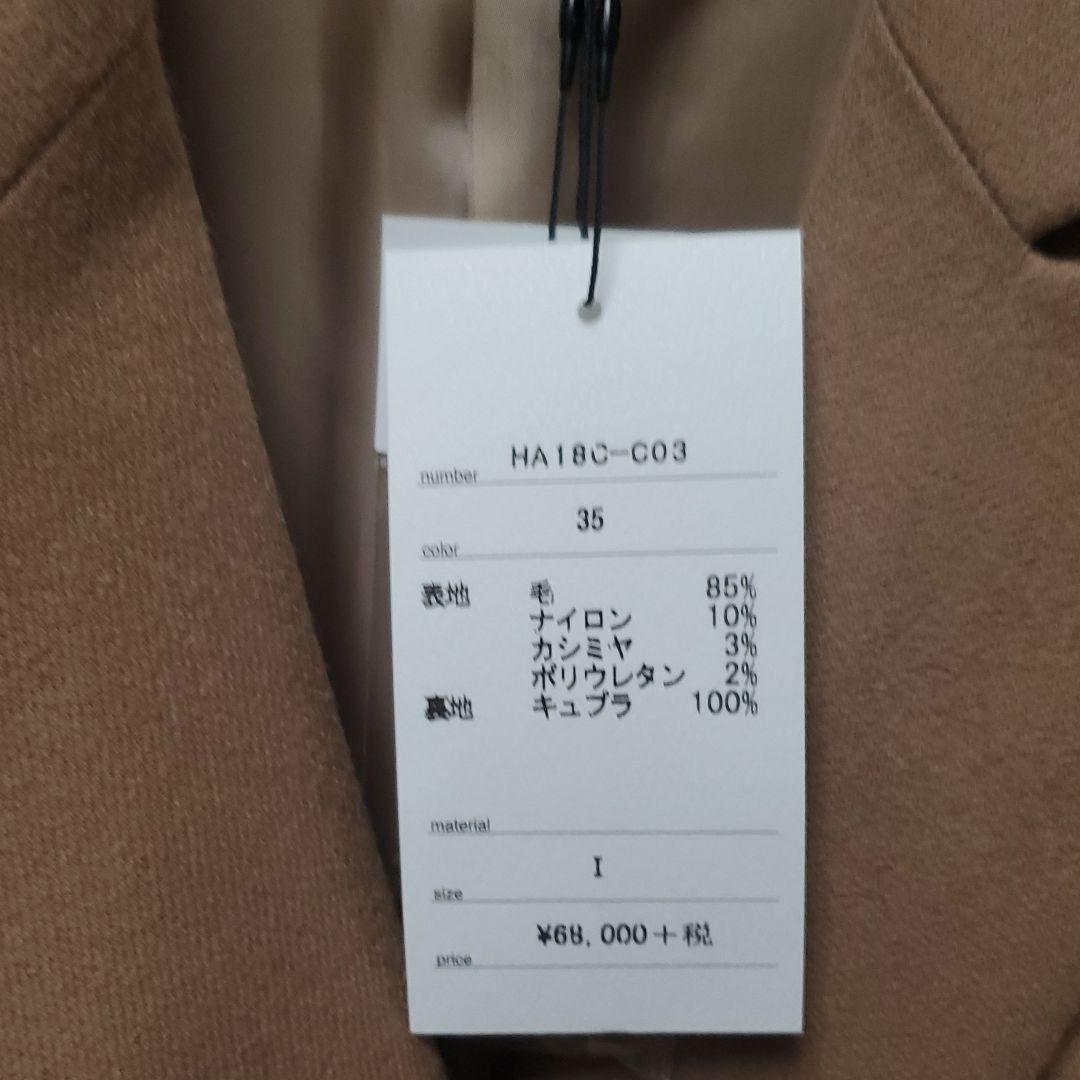 HA18C-C03
number
35
color
表地 毛 85%
ナイロン 10%
カシミヤ 3%
ポリウレタン 2%
裏地 キュプラ 100%
material
I
size
¥68,000+税
price